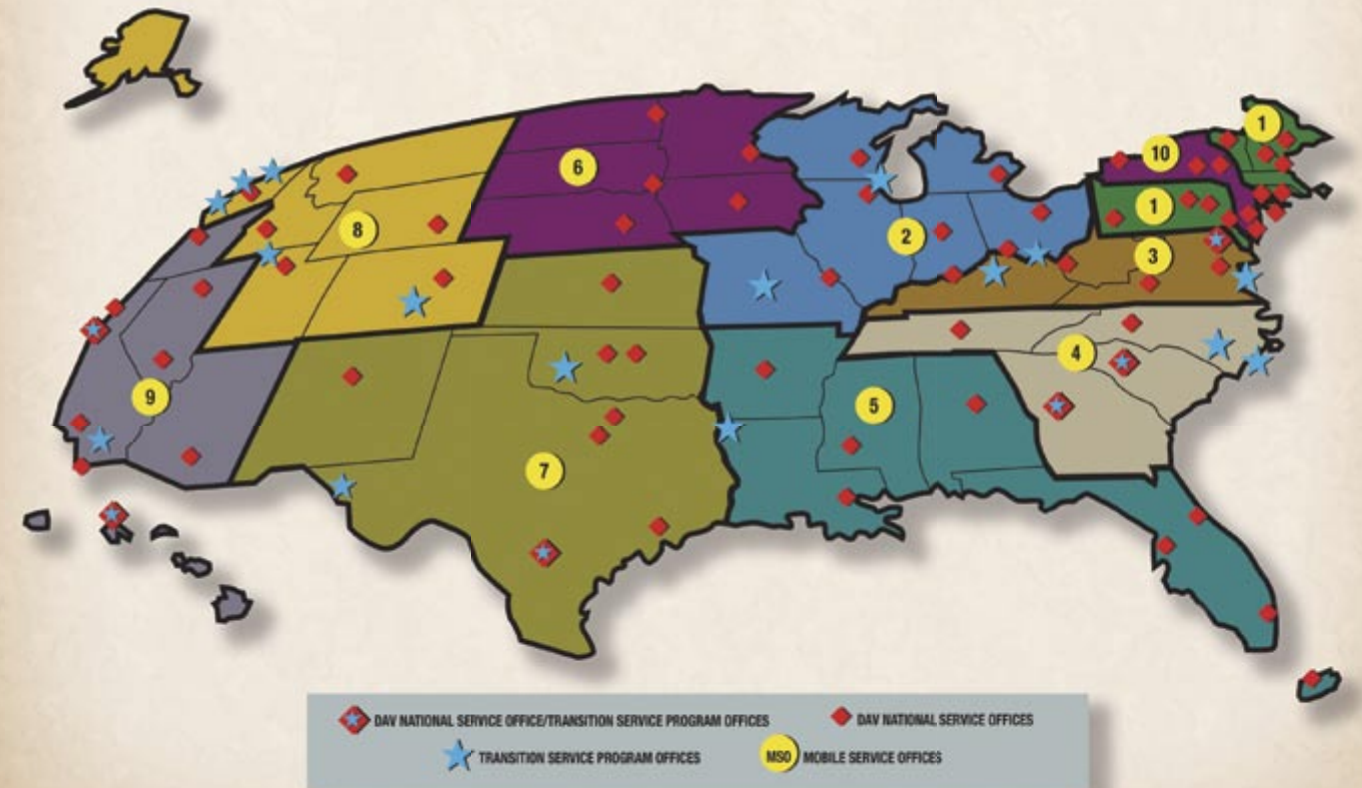 1
10
6
1
8
2
3
4
9
5
7
DAV NATIONAL SERVICE OFFICE/TRANSITION SERVICE PROGRAM OFFICES
DAV NATIONAL SERVICE OFFICES
TRANSITION SERVICE PROGRAM OFFICES
MSO MOBILE SERVICE OFFICES